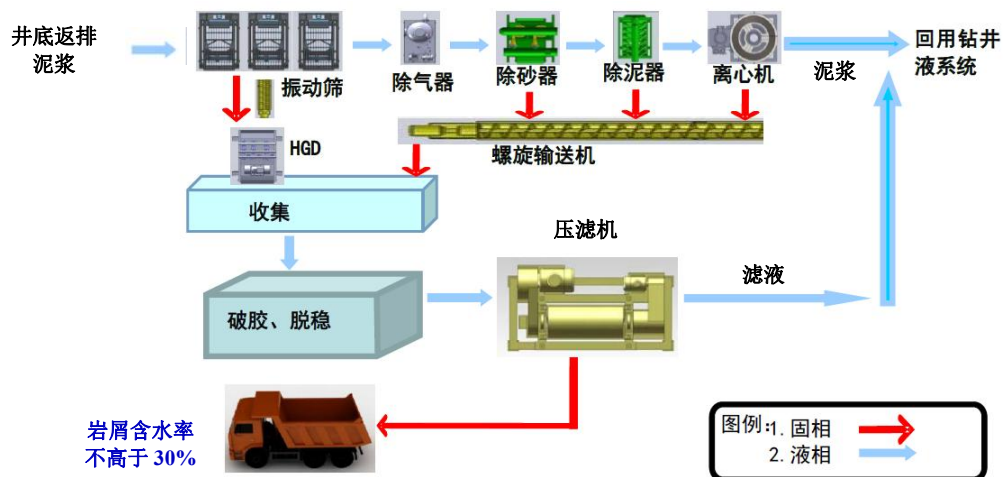 井底返排
泥浆
振动筛
除气器
除砂器
除泥器
离心机
泥浆
回用钻井
液系统
HGD
螺旋输送机
收集
压滤机
滤液
破胶、脱稳
岩屑含水率
不高于 30%
图例:1. 固相
2. 液相